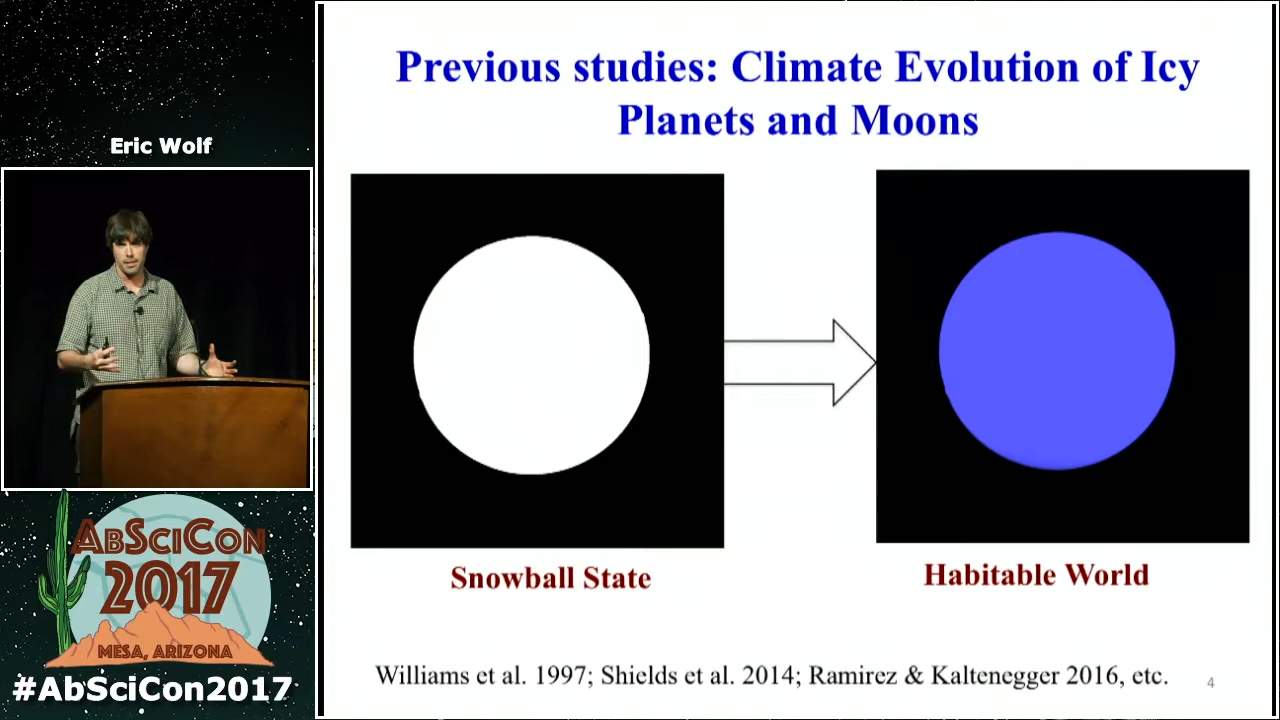 Eric Wolf
ABSCICON
2017
MESA, ARIZONA
#AbSciCon2017
Previous studies: Climate Evolution of Icy
Planets and Moons
Snowball State
Habitable World
Williams et al. 1997; Shields et al. 2014; Ramirez & Kaltenegger 2016, etc.
4